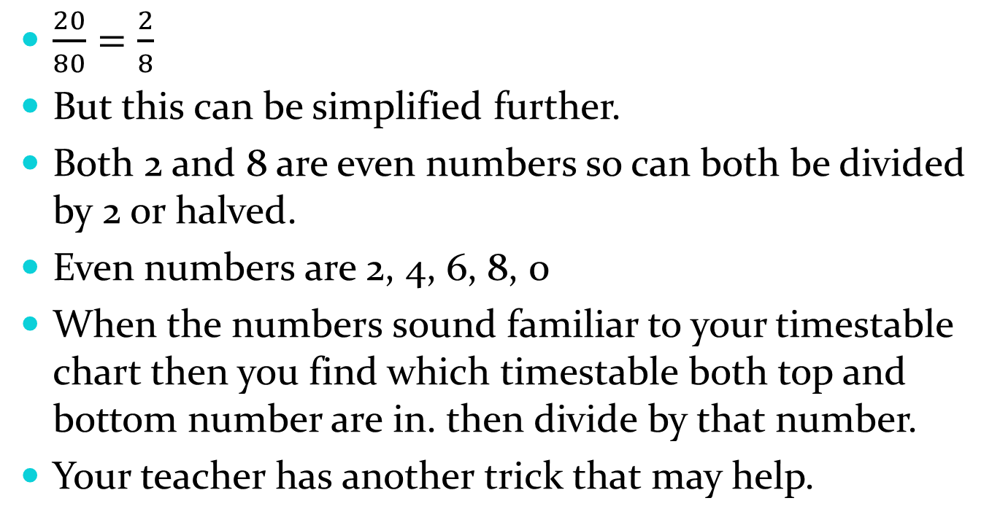 • 20/80 = 2/8
• But this can be simplified further.
• Both 2 and 8 are even numbers so can both be divided
by 2 or halved.
• Even numbers are 2, 4, 6, 8, 0
• When the numbers sound familiar to your timestable
chart then you find which timestable both top and
bottom number are in. then divide by that number.
• Your teacher has another trick that may help.